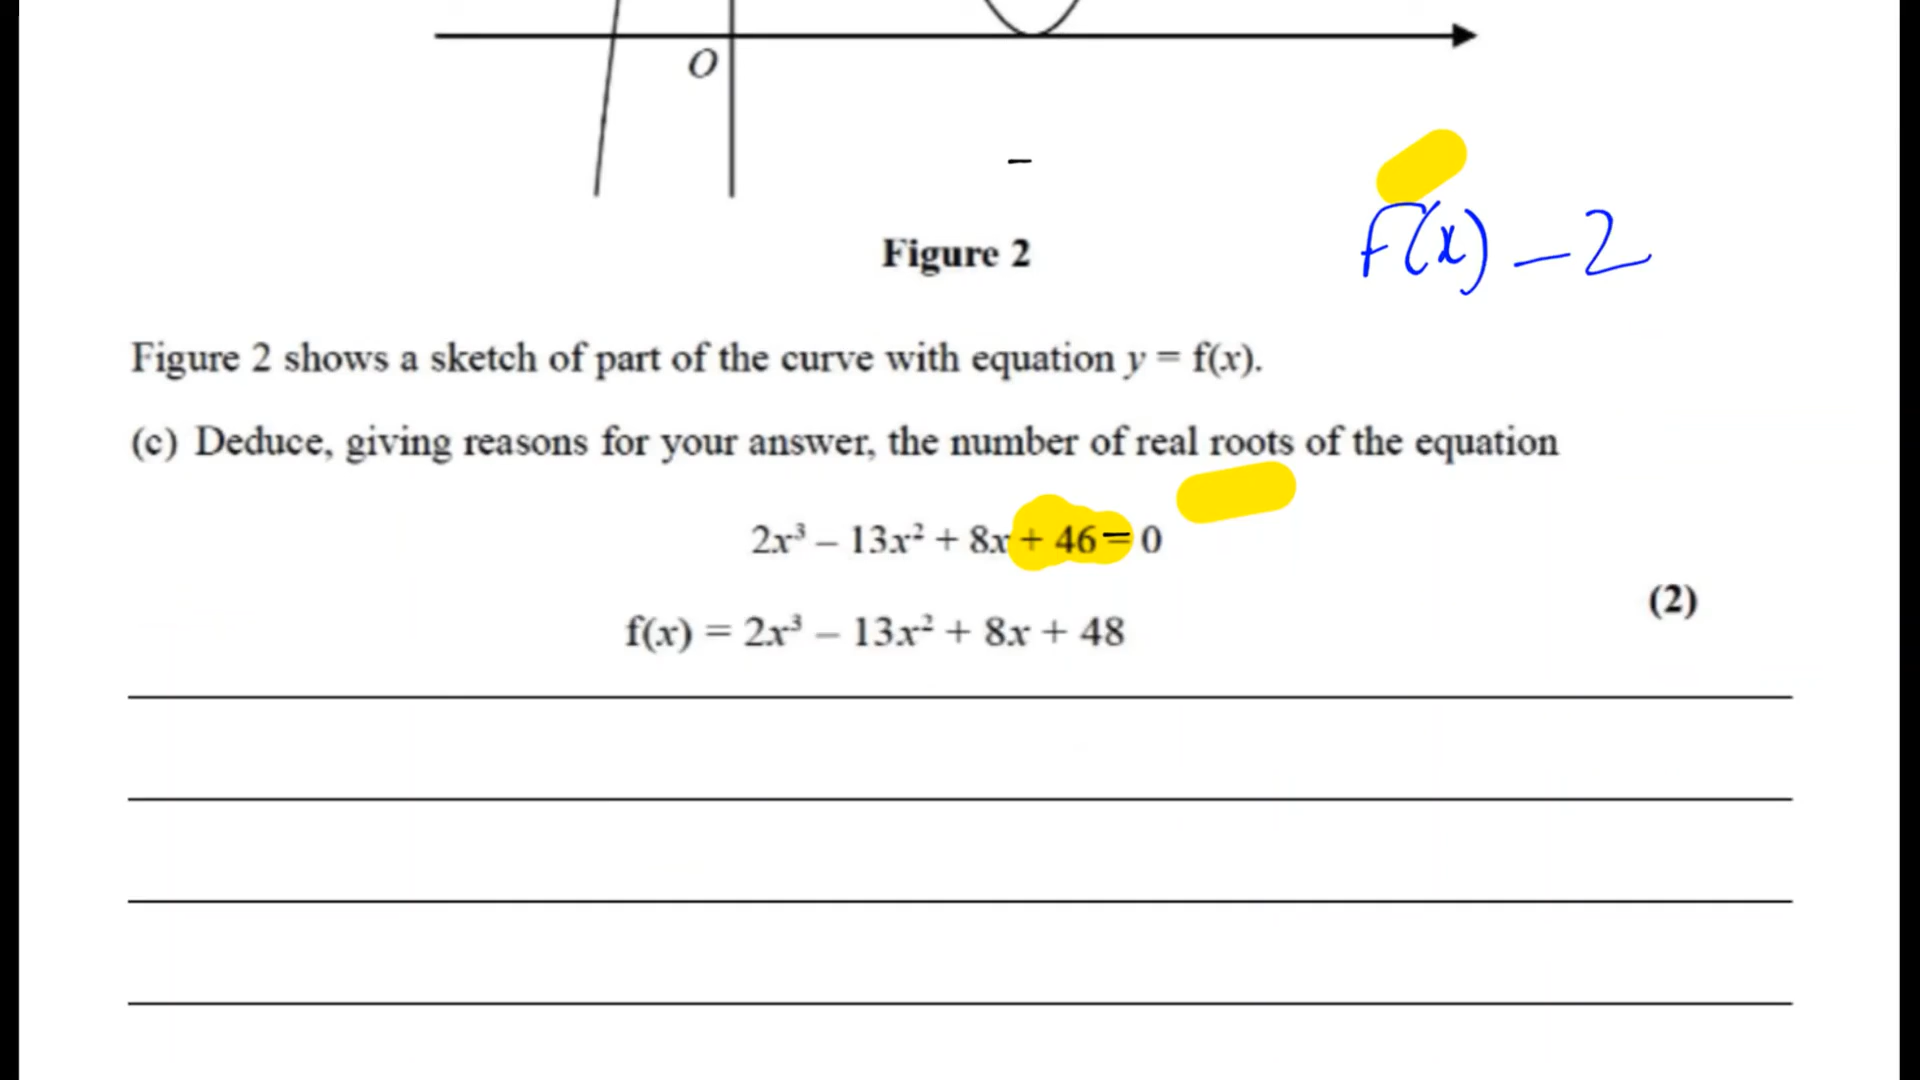 O
f(x) – 2
Figure 2
Figure 2 shows a sketch of part of the curve with equation y = f(x).
(c) Deduce, giving reasons for your answer, the number of real roots of the equation
2x³ – 13x² + 8x + 46 = 0
(2)
f(x) = 2x³ – 13x² + 8x + 48